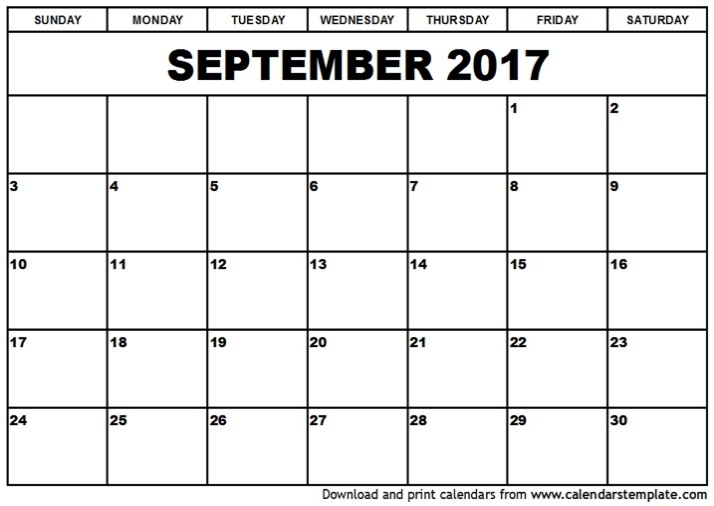 SUNDAY MONDAY TUESDAY WEDNESDAY THURSDAY FRIDAY SATURDAY
SEPTEMBER 2017
1 2
3 4 5 6 7 8 9
10 11 12 13 14 15 16
17 18 19 20 21 22 23
24 25 26 27 28 29 30
Download and print calendars from www.calendarstemplate.com